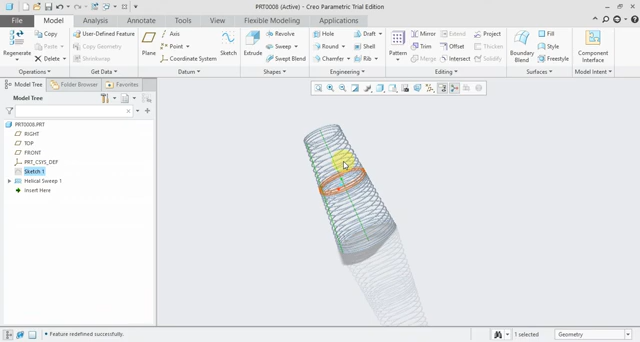 PRT0008 (Active) - Creo Parametric Trial Edition
File Model Analysis Annotate Tools View Flexible Modeling Applications
Regenerate Copy Paste Delete User-Defined Feature Copy Geometry Shrinkwrap Plane Axis Point Coordinate System Sketch Extrude Revolve Sweep Swept Blend Hole Round Chamfer Draft Shell Rib Pattern Mirror Trim Offset Extend Intersect Project Thicken Boundary Blend Fill Style Freestyle Component Interface
Operations Get Data Datum Shapes Engineering Editing Surfaces Model Intent
Model Tree Folder Browser Favorites
Model Tree
PRT0008.PRT
RIGHT
TOP
FRONT
PRT_CSYS_DEF
Sketch 1
Helical Sweep 1
Insert Here
Feature redefined successfully.
1 selected
Geometry